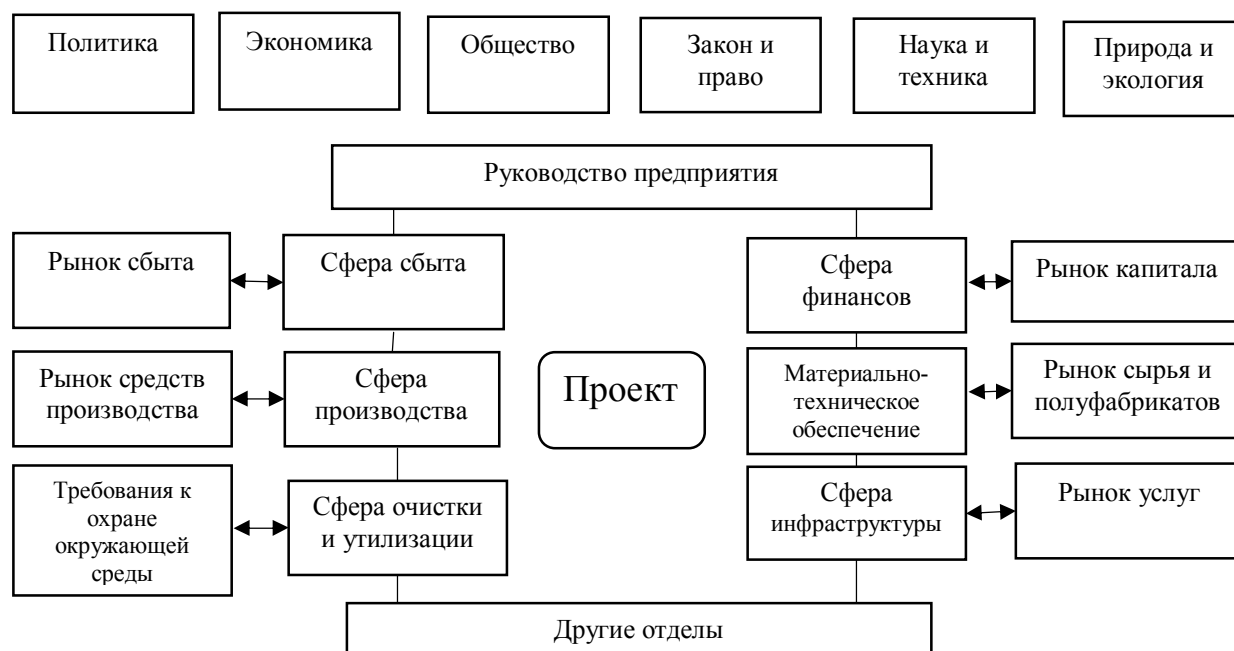 Политика
Экономика
Общество
Закон и
право
Наука и
техника
Природа и
экология
Руководство предприятия
Рынок сбыта
Сфера сбыта
Сфера
финансов
Рынок капитала
Рынок средств
производства
Сфера
производства
Проект
Материально-
техническое
обеспечение
Рынок сырья и
полуфабрикатов
Требования к
охране
окружающей
среды
Сфера очистки
и утилизации
Сфера
инфраструктуры
Рынок услуг
Другие отделы